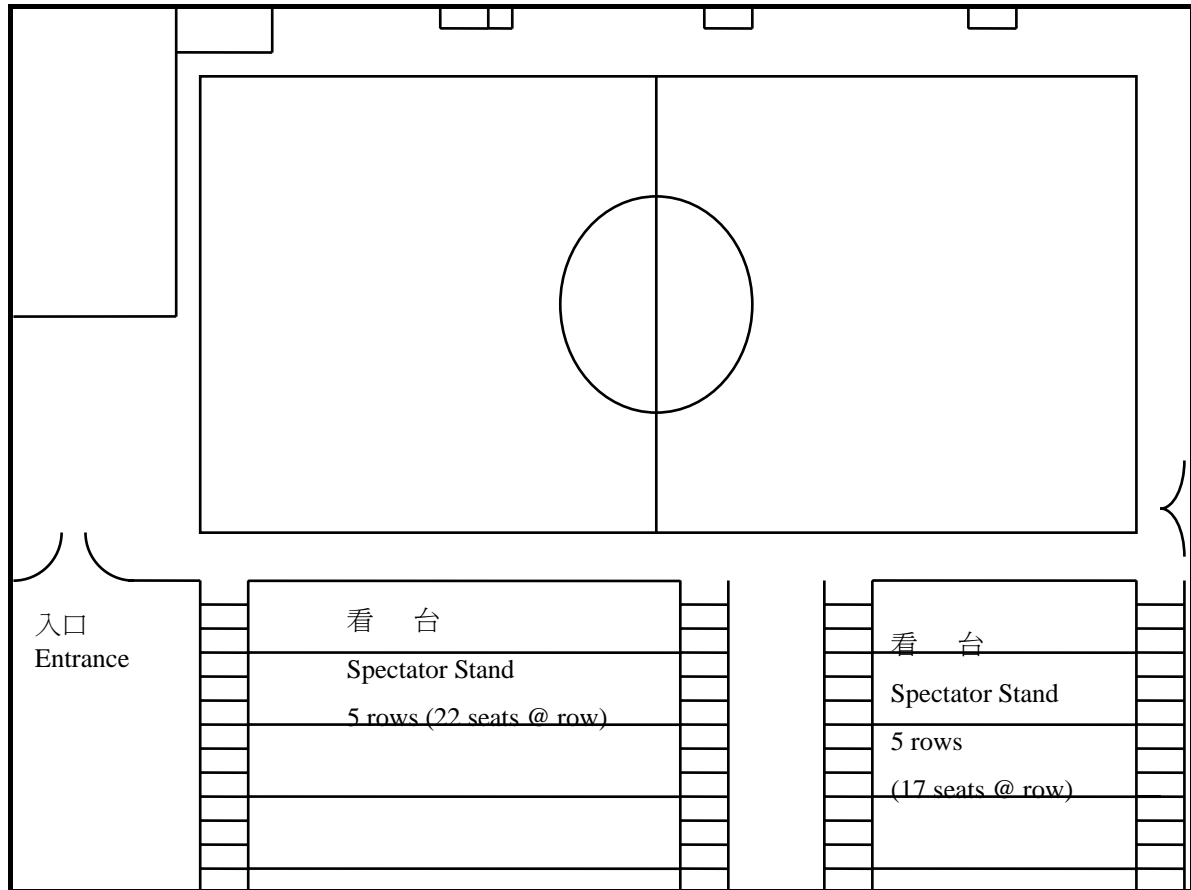 入口
Entrance
看 台
Spectator Stand
5 rows (22 seats @ row)
看 台
Spectator Stand
5 rows
(17 seats @ row)